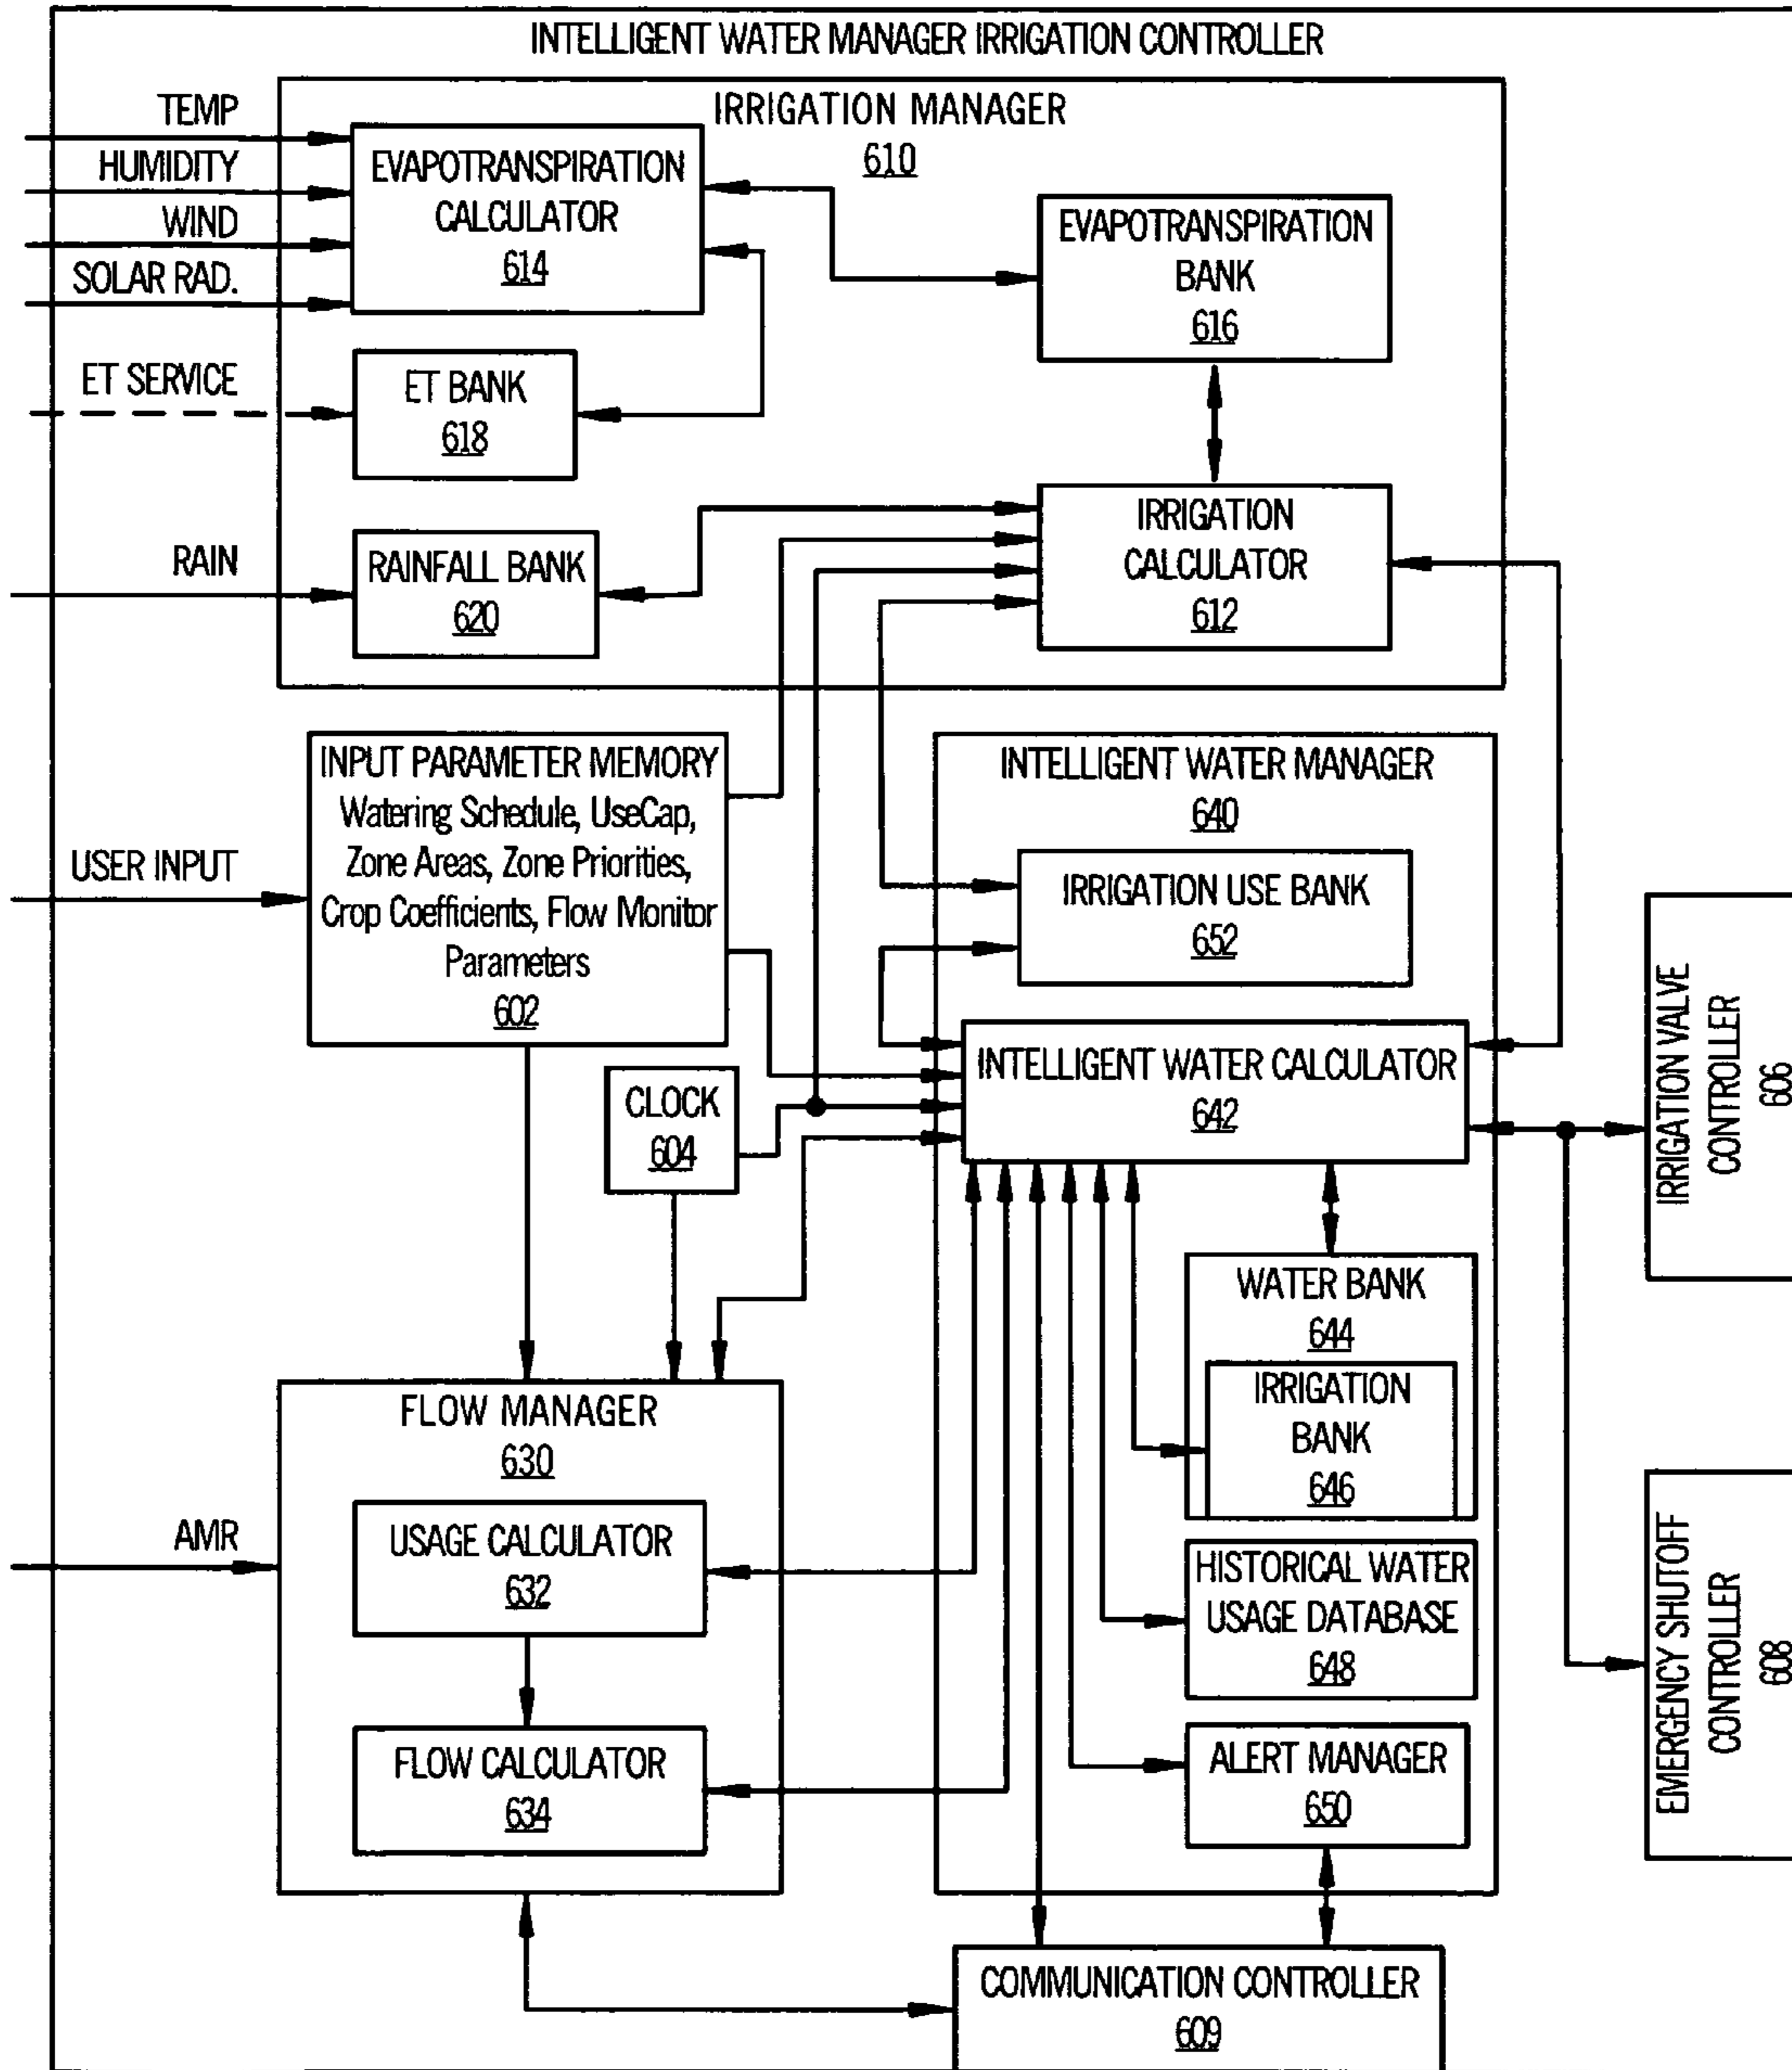 INTELLIGENT WATER MANAGER IRRIGATION CONTROLLER
IRRIGATION MANAGER
610
TEMP
HUMIDITY
WIND
SOLAR RAD.
EVAPOTRANSPIRATION
CALCULATOR
614
EVAPOTRANSPIRATION
BANK
616
ET SERVICE
ET BANK
618
RAIN
RAINFALL BANK
620
IRRIGATION
CALCULATOR
612
USER INPUT
INPUT PARAMETER MEMORY
Watering Schedule, UseCap,
Zone Areas, Zone Priorities,
Crop Coefficients, Flow Monitor
Parameters
602
CLOCK
604
INTELLIGENT WATER MANAGER
640
IRRIGATION USE BANK
652
INTELLIGENT WATER CALCULATOR
642
WATER BANK
644
IRRIGATION
BANK
646
HISTORICAL WATER
USAGE DATABASE
648
ALERT MANAGER
650
IRRIGATION VALVE
CONTROLLER
606
EMERGENCY SHUTOFF
CONTROLLER
608
AMR
FLOW MANAGER
630
USAGE CALCULATOR
632
FLOW CALCULATOR
634
COMMUNICATION CONTROLLER
609